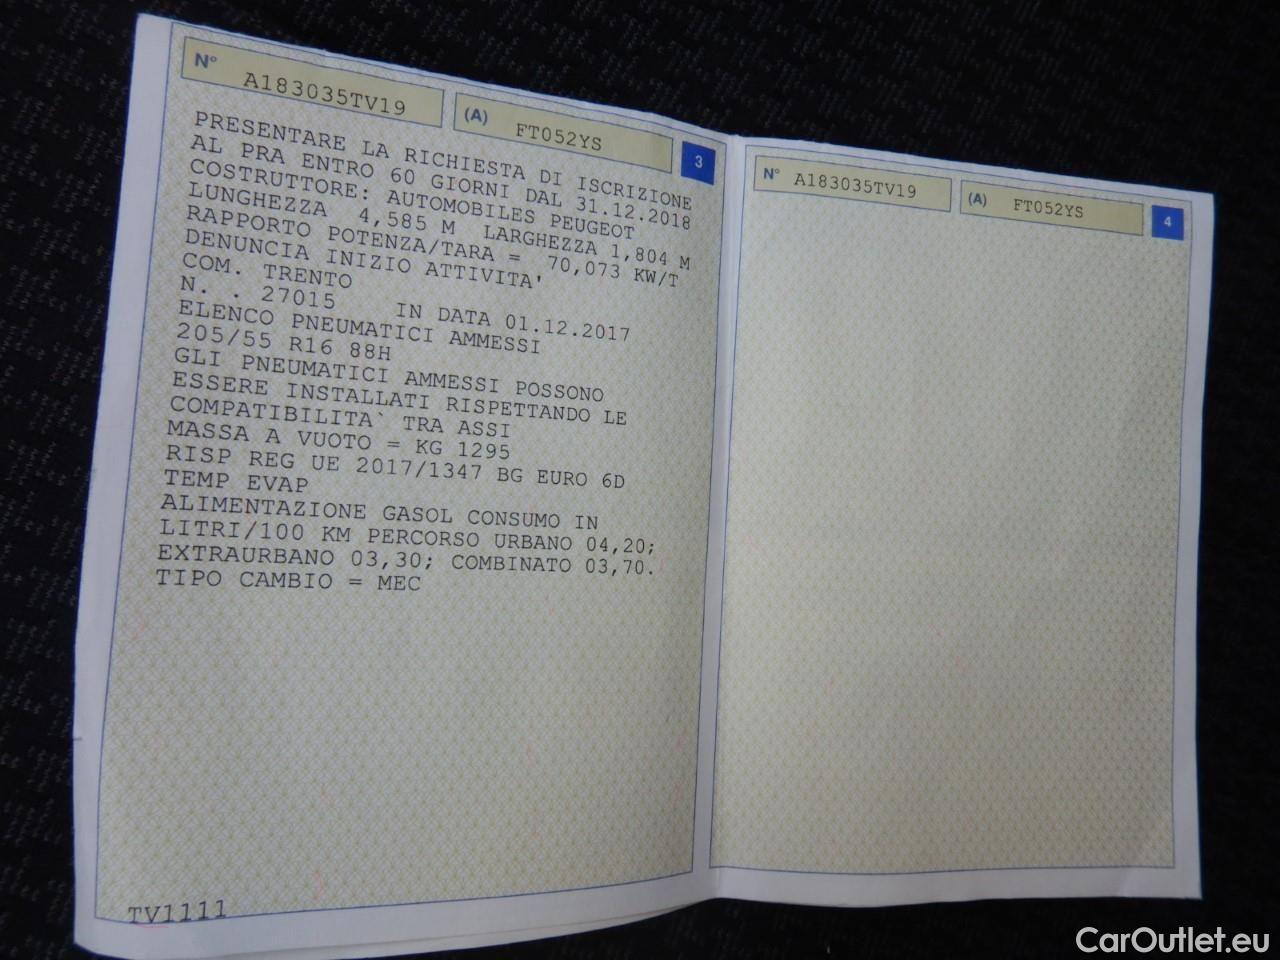 N° A183035TV19 (A) FT052YS 3
PRESENTARE LA RICHIESTA DI ISCRIZIONE
AL PRA ENTRO 60 GIORNI DAL 31.12.2018
COSTRUTTORE: AUTOMOBILES PEUGEOT
LUNGHEZZA 4,585 M LARGHEZZA 1,804 M
RAPPORTO POTENZA/TARA = 70,073 KW/T
DENUNCIA INIZIO ATTIVITA'
COM. TRENTO
N. . 27015 IN DATA 01.12.2017
ELENCO PNEUMATICI AMMESSI
205/55 R16 88H
GLI PNEUMATICI AMMESSI POSSONO
ESSERE INSTALLATI RISPETTANDO LE
COMPATIBILITA` TRA ASSI
MASSA A VUOTO = KG 1295
RISP REG UE 2017/1347 BG EURO 6D
TEMP EVAP
ALIMENTAZIONE GASOL CONSUMO IN
LITRI/100 KM PERCORSO URBANO 04,20;
EXTRAURBANO 03,30; COMBINATO 03,70.
TIPO CAMBIO = MEC
TV1111
N° A183035TV19 (A) FT052YS 4
CarOutlet.eu